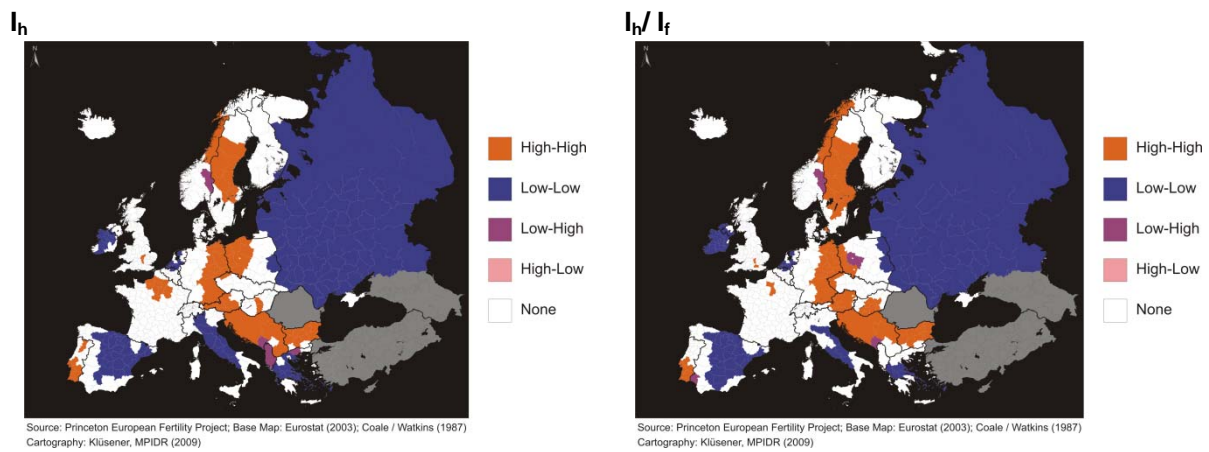 Iₕ
N
High-High
Low-Low
Low-High
High-Low
None
Source: Princeton European Fertility Project; Base Map: Eurostat (2003); Coale / Watkins (1987)
Cartography: Klüsener, MPIDR (2009)
Iₕ/ I_f
N
High-High
Low-Low
Low-High
High-Low
None
Source: Princeton European Fertility Project; Base Map: Eurostat (2003); Coale / Watkins (1987)
Cartography: Klüsener, MPIDR (2009)